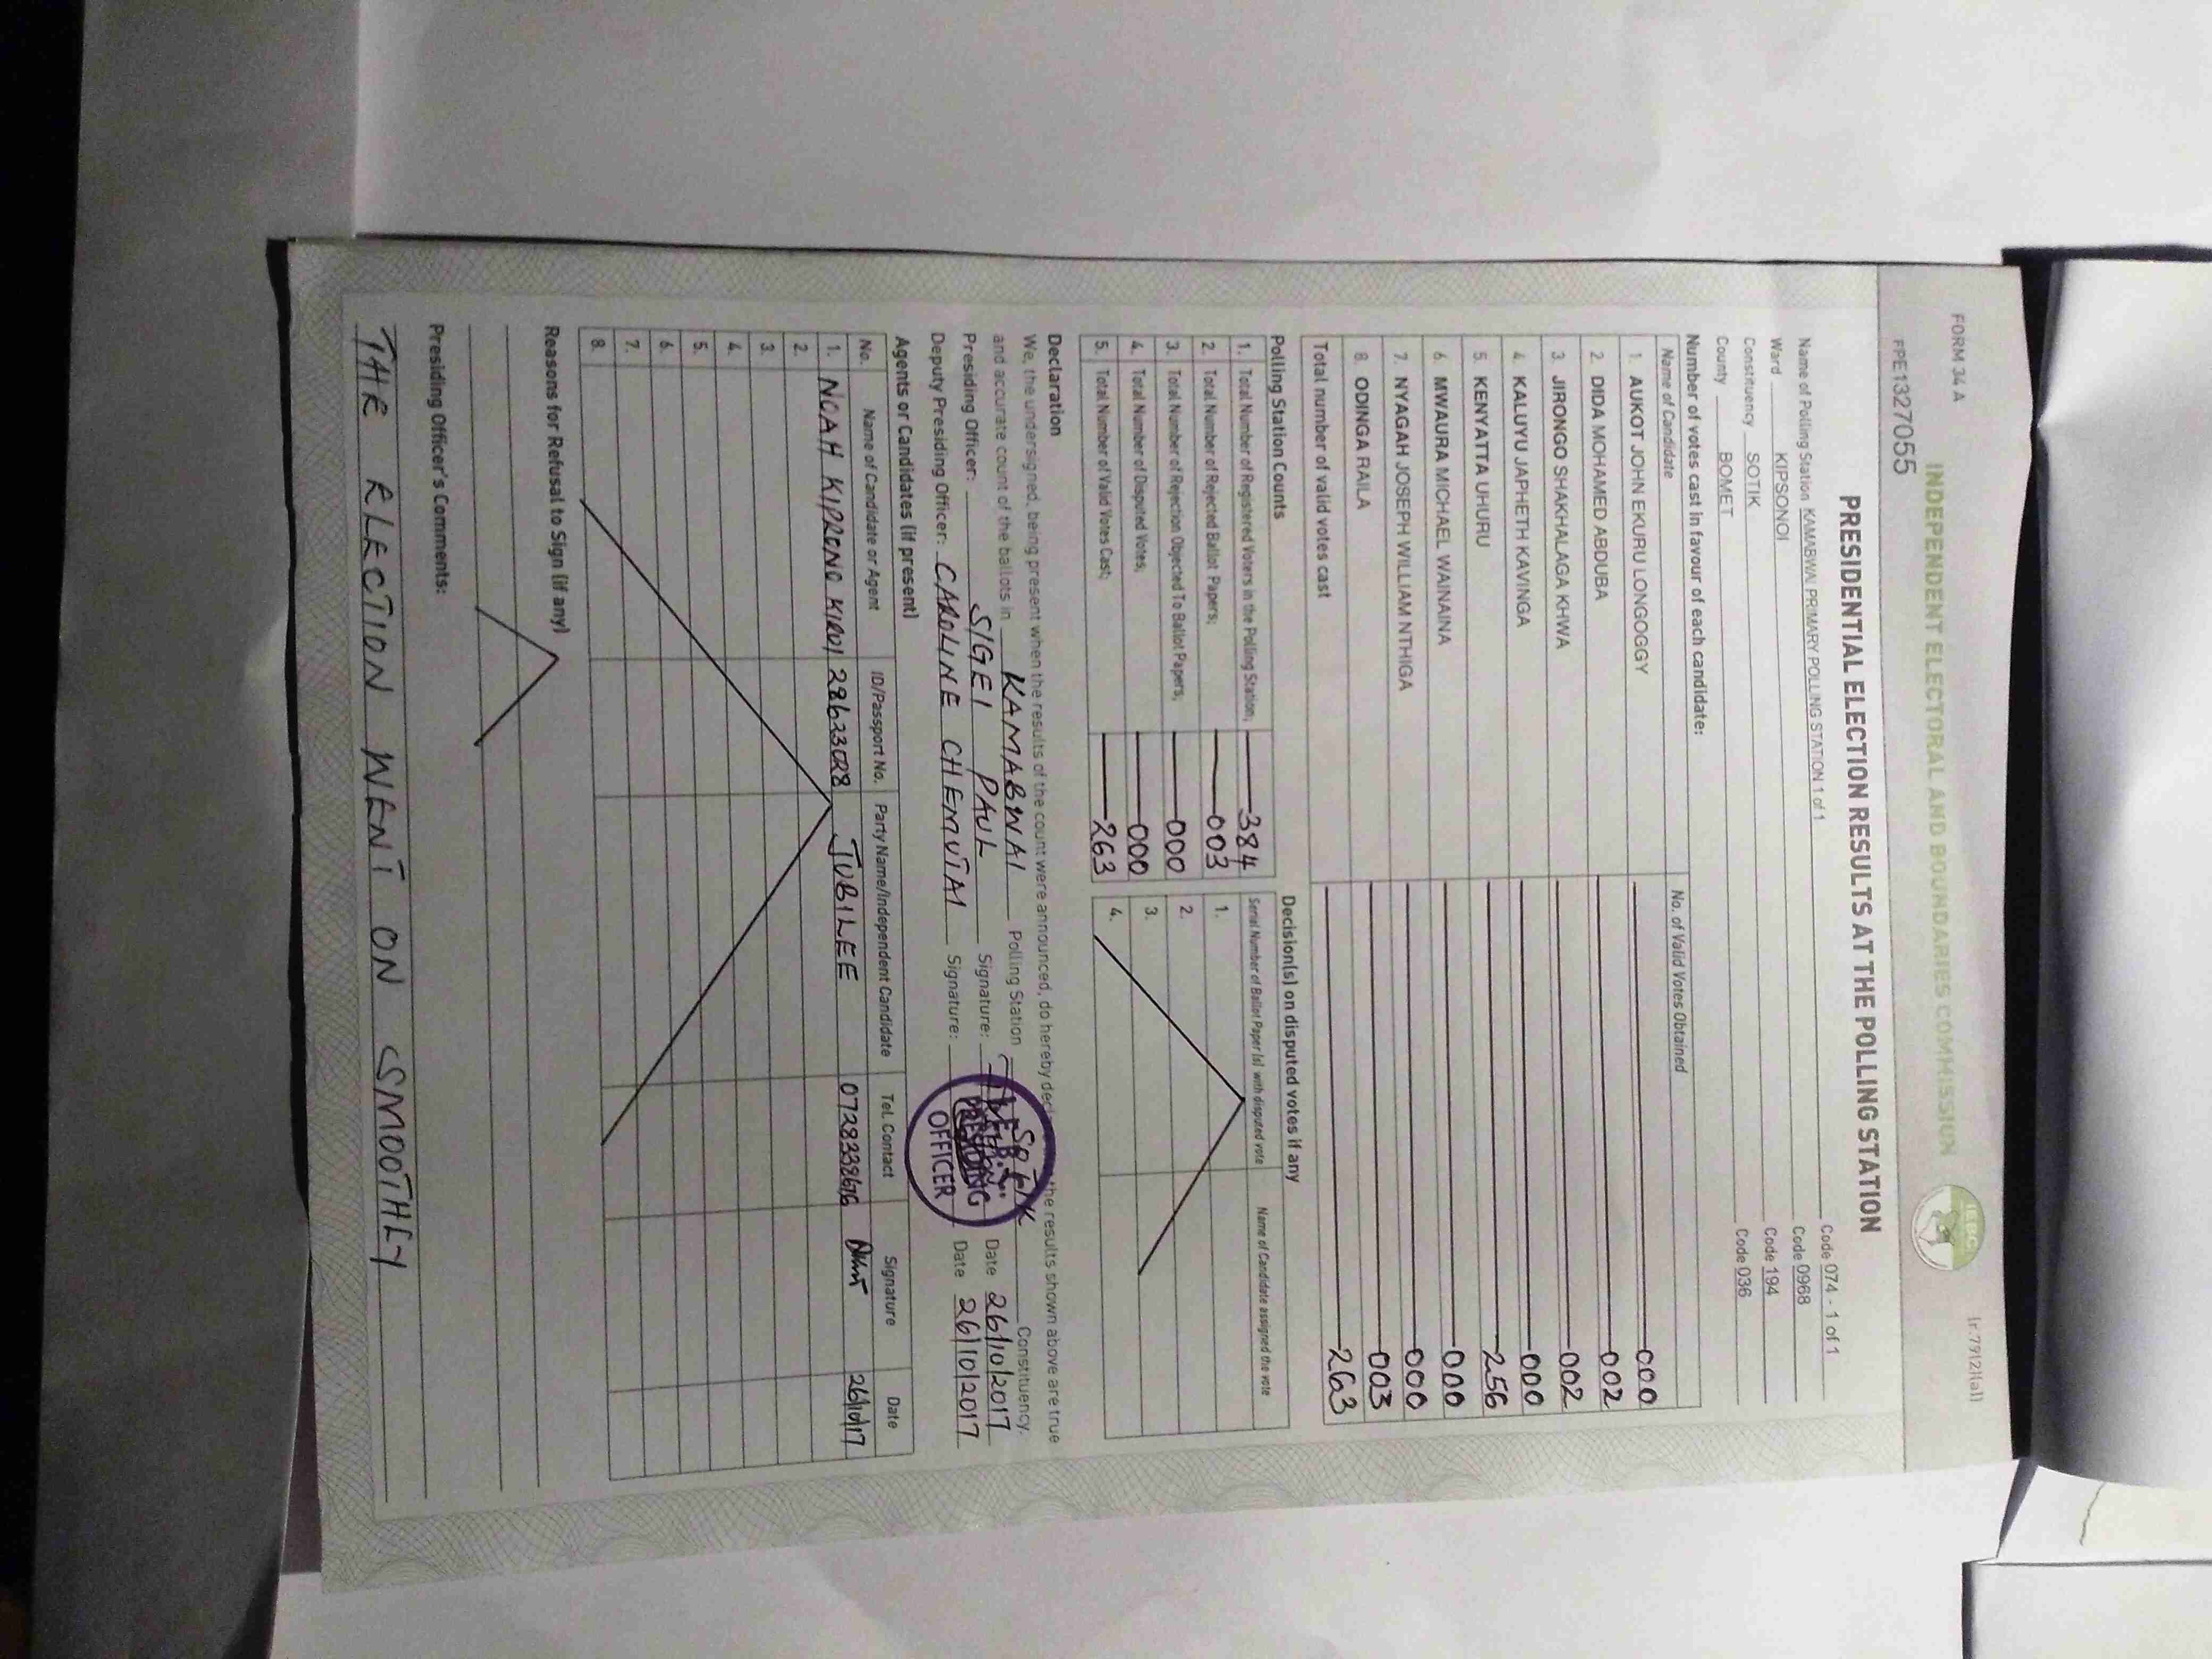 FORM 34 A
(r.79(2)(a))
INDEPENDENT ELECTORAL AND BOUNDARIES COMMISSION
IEBC
FPE1327055
PRESIDENTIAL ELECTION RESULTS AT THE POLLING STATION
Name of Polling Station KAMABWAI PRIMARY POLLING STATION 1 of 1 Code 074 - 1 of 1
Ward KIPSONOI Code 0968
Constituency SOTIK Code 194
County BOMET Code 036
Number of votes cast in favour of each candidate:
Name of Candidate No. of Valid Votes Obtained
1. AUKOT JOHN EKURU LONGOGGY 000
2. DIDA MOHAMED ABDUBA 002
3. JIRONGO SHAKHALAGA KHWA 002
4. KALUYU JAPHETH KAVINGA 000
5. KENYATTA UHURU 256
6. MWAURA MICHAEL WAINAINA 000
7. NYAGAH JOSEPH WILLIAM NTHIGA 000
8. ODINGA RAILA 003
Total number of valid votes cast 263
Polling Station Counts
1. Total Number of Registered Voters in the Polling Station; 384
2. Total Number of Rejected Ballot Papers; 003
3. Total Number of Rejection Objected To Ballot Papers; 000
4. Total Number of Disputed Votes; 000
5. Total Number of Valid Votes Cast; 263
Decision(s) on disputed votes if any
Serial Number of Ballot Paper (s) with disputed vote Name of Candidate assigned the vote
1.
2.
3.
4.
Declaration
We, the undersigned, being present when the results of the count were announced, do hereby the results shown above are true
and accurate count of the ballots in KAMABWAI Polling Station SOTIK Constituency.
Presiding Officer: SIGEI PAUL Signature: Date 26/10/2017
Deputy Presiding Officer: CAROLINE CHEMUTAI Signature: Date 26/10/2017
PRESIDING
OFFICER
Agents or Candidates (if present)
No. Name of Candidate or Agent ID/Passport No. Party Name/Independent Candidate Tel. Contact Signature Date
1. NOAH KIPRONO 28623028 JUBILEE 26/10/17
2.
3.
4.
5.
6.
7.
8.
Reasons for Refusal to Sign (if any)
Presiding Officer's Comments:
THE ELECTION WENT ON SMOOTHLY